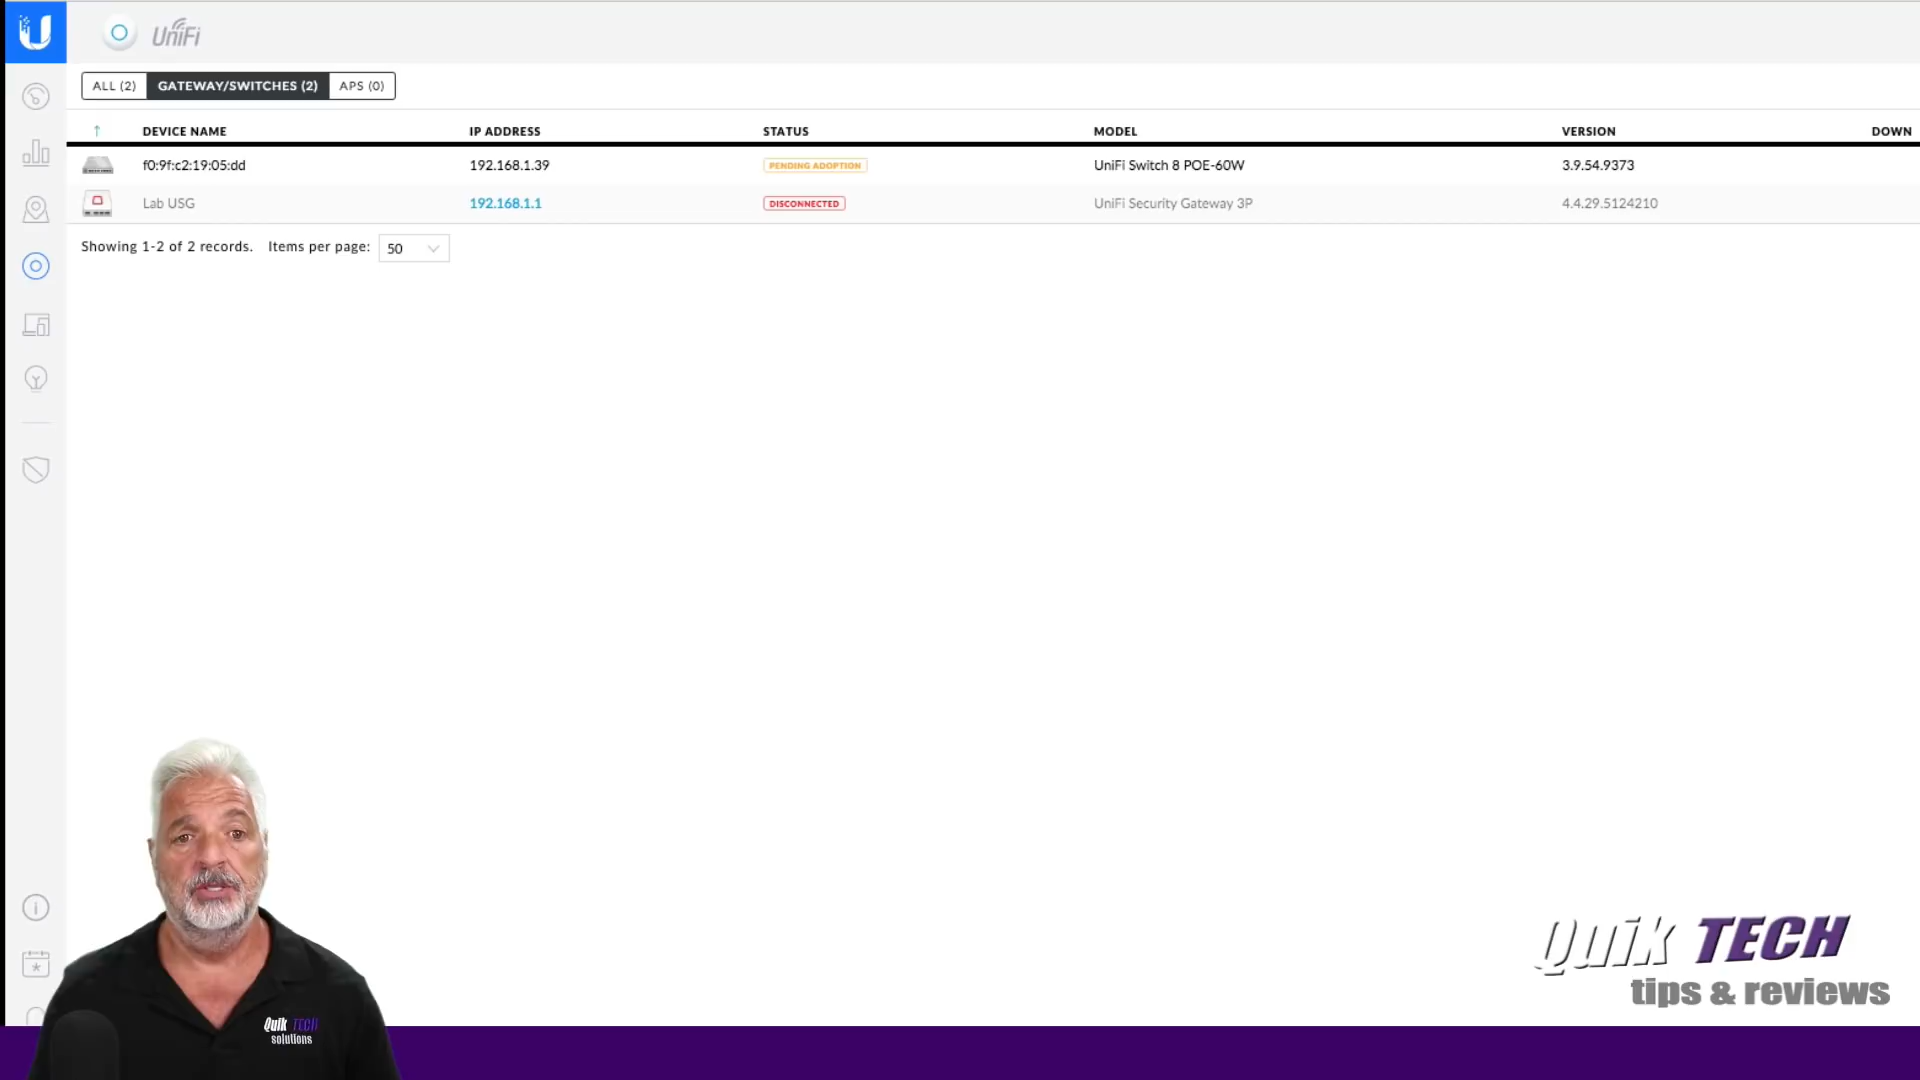 UniFi
ALL (2) GATEWAY/SWITCHES (2) APS (0)
↑ DEVICE NAME IP ADDRESS STATUS MODEL VERSION DOWN
f0:9f:c2:19:05:dd 192.168.1.39 PENDING ADOPTION UniFi Switch 8 POE-60W 3.9.54.9373
Lab USG 192.168.1.1 DISCONNECTED UniFi Security Gateway 3P 4.4.29.5124210
Showing 1-2 of 2 records. Items per page: 50
Quik TECH
tips & reviews
Quik TECH
solutions